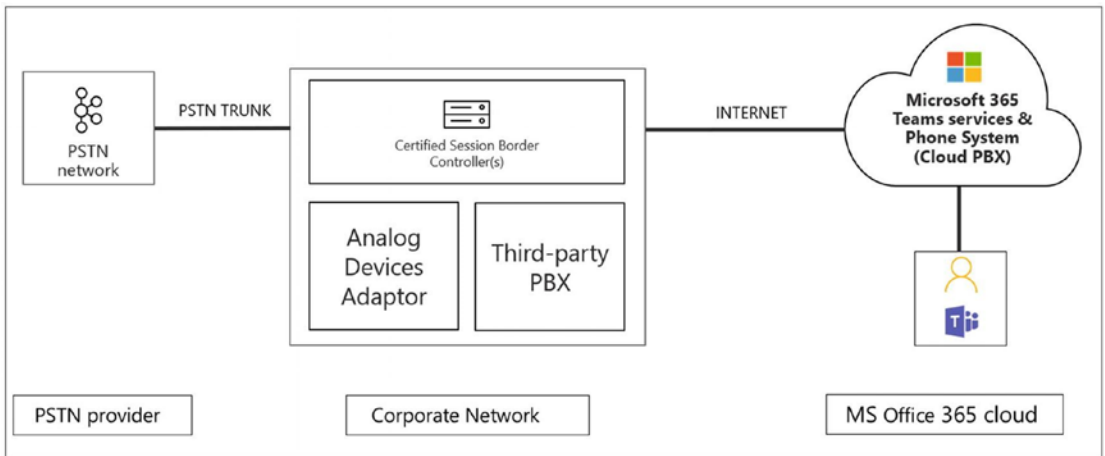 PSTN
network
PSTN TRUNK
Certified Session Border
Controller(s)
Analog
Devices
Adaptor
Third-party
PBX
INTERNET
Microsoft 365
Teams services &
Phone System
(Cloud PBX)
T
PSTN provider
Corporate Network
MS Office 365 cloud